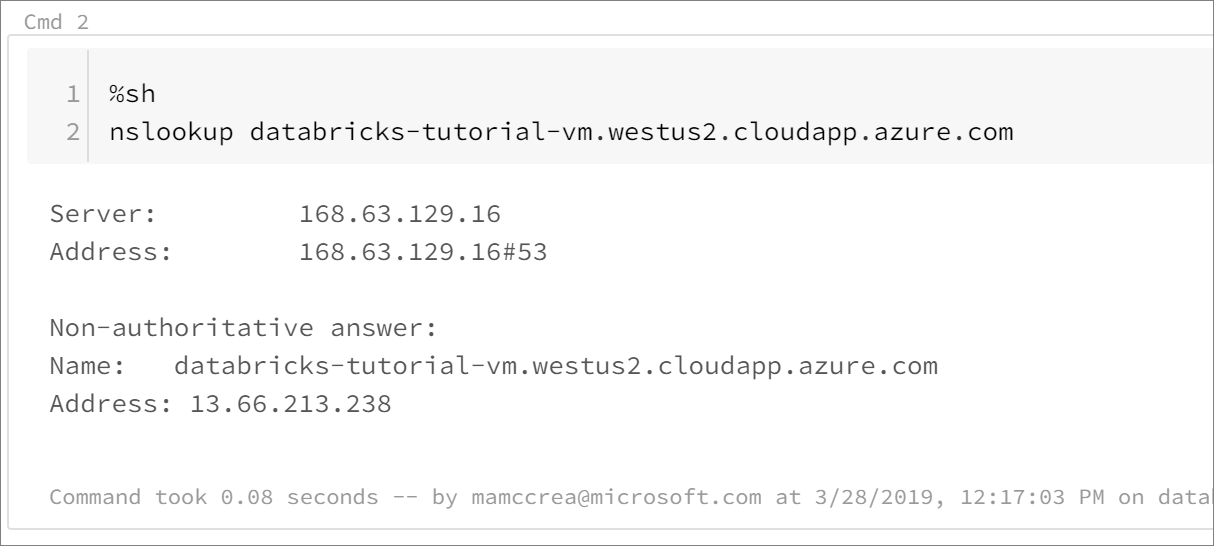 Cmd 2
1 %sh
2 nslookup databricks-tutorial-vm.westus2.cloudapp.azure.com
Server: 168.63.129.16
Address: 168.63.129.16#53
Non-authoritative answer:
Name: databricks-tutorial-vm.westus2.cloudapp.azure.com
Address: 13.66.213.238
Command took 0.08 seconds -- by mamccrea@microsoft.com at 3/28/2019, 12:17:03 PM on data